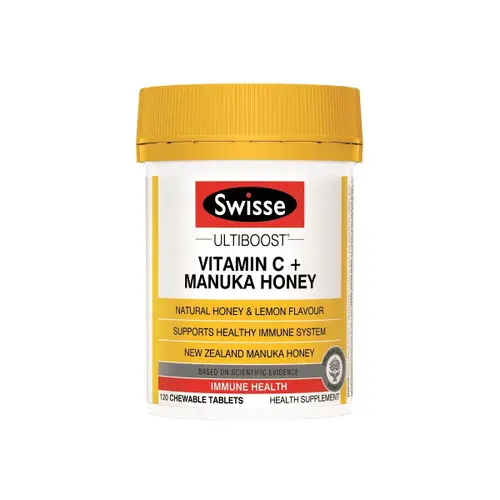 Swisse
ULTIBOOST®
VITAMIN C +
MANUKA HONEY
NATURAL HONEY & LEMON FLAVOUR
SUPPORTS HEALTHY IMMUNE SYSTEM
NEW ZEALAND MANUKA HONEY
BASED ON SCIENTIFIC EVIDENCE
IMMUNE HEALTH
120 CHEWABLE TABLETS HEALTH SUPPLEMENT